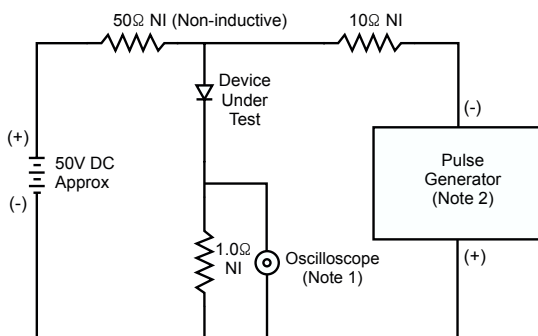 50Ω NI (Non-inductive)
10Ω NI
Device
Under
Test
(-)
(+)
50V DC
Approx
(-)
Pulse
Generator
(Note 2)
1.0Ω
NI
Oscilloscope
(Note 1)
(+)